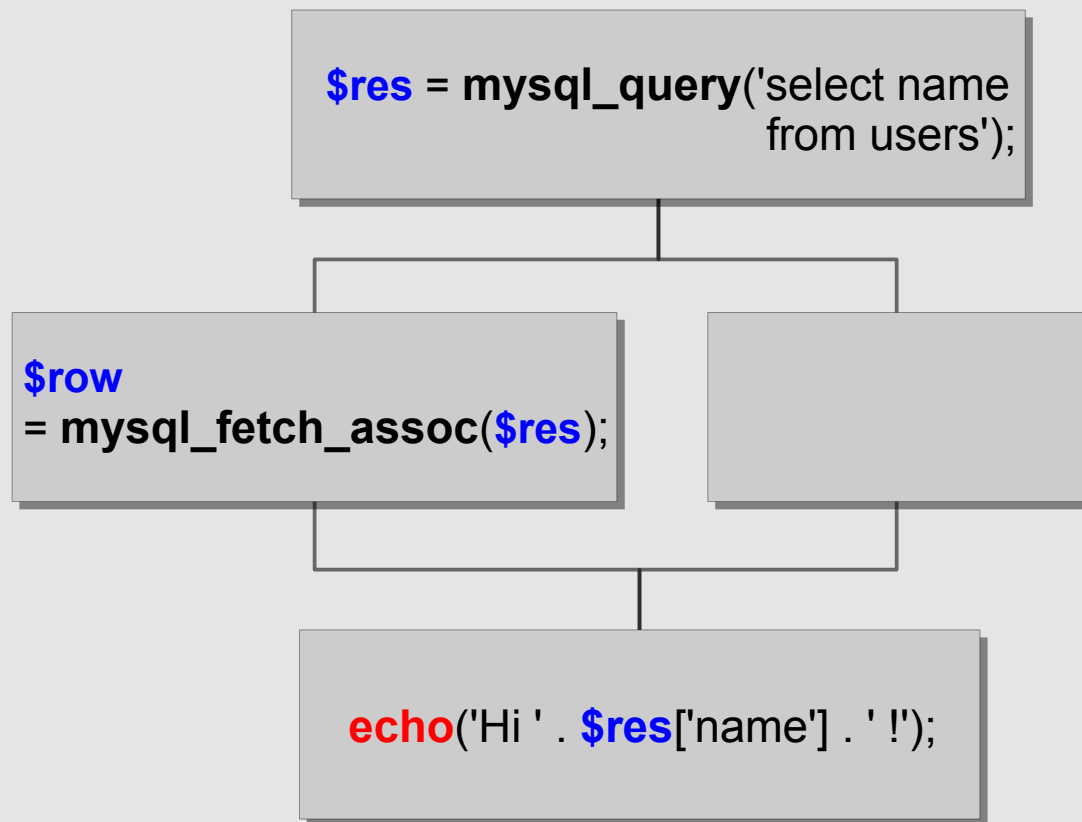 $res = mysql_query('select name
from users');
$row
= mysql_fetch_assoc($res);
echo('Hi ' . $res['name'] . ' !');